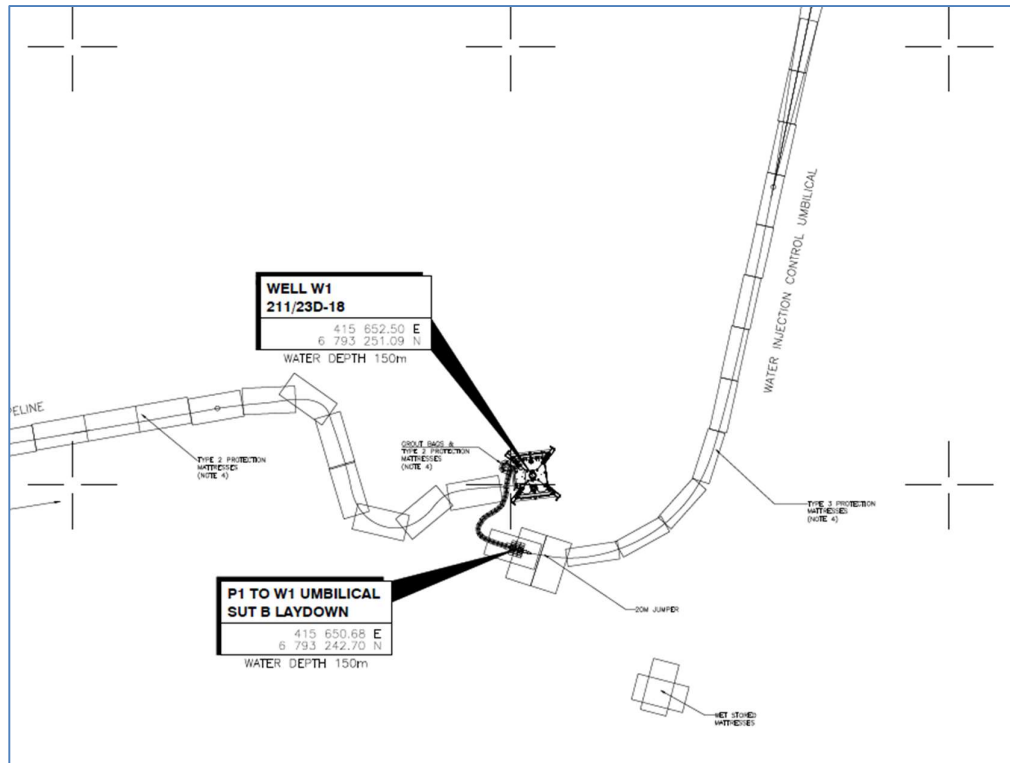 WATER INJECTION CONTROL UMBILICAL
WELL W1
211/23D-18
415 652.50 E
6 793 251.09 N
WATER DEPTH 150m
PELINE
TYPE 2 PROTECTION
MATTRESSES
(NOTE 4)
GROUT BAGS &
TYPE 2 PROTECTION
MATTRESSES
(NOTE 4)
TYPE 3 PROTECTION
MATTRESSES
(NOTE 4)
P1 TO W1 UMBILICAL
SUT B LAYDOWN
415 650.68 E
6 793 242.70 N
WATER DEPTH 150m
20M JUMPER
WET STORED
MATTRESSES